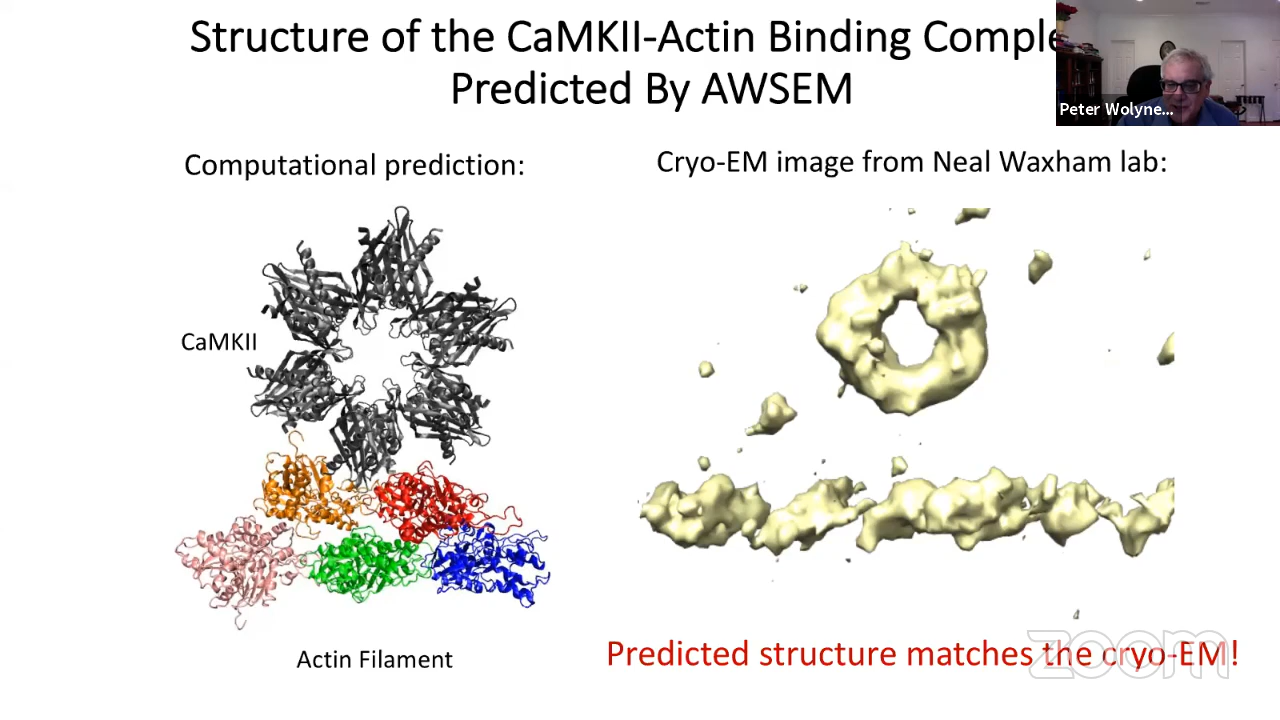 Structure of the CaMKII-Actin Binding Comple
Predicted By AWSEM
Peter Wolyne...
Computational prediction:
Cryo-EM image from Neal Waxham lab:
CaMKII
Actin Filament
Predicted structure matches the cryo-EM!
zoom